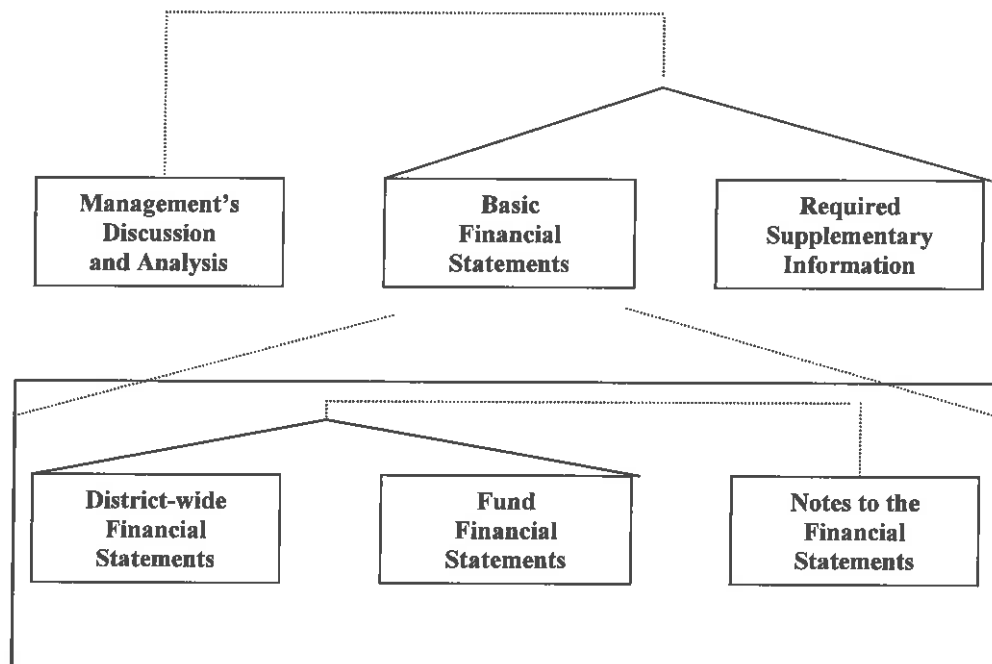 Management's
Discussion
and Analysis
Basic
Financial
Statements
Required
Supplementary
Information
District-wide
Financial
Statements
Fund
Financial
Statements
Notes to the
Financial
Statements